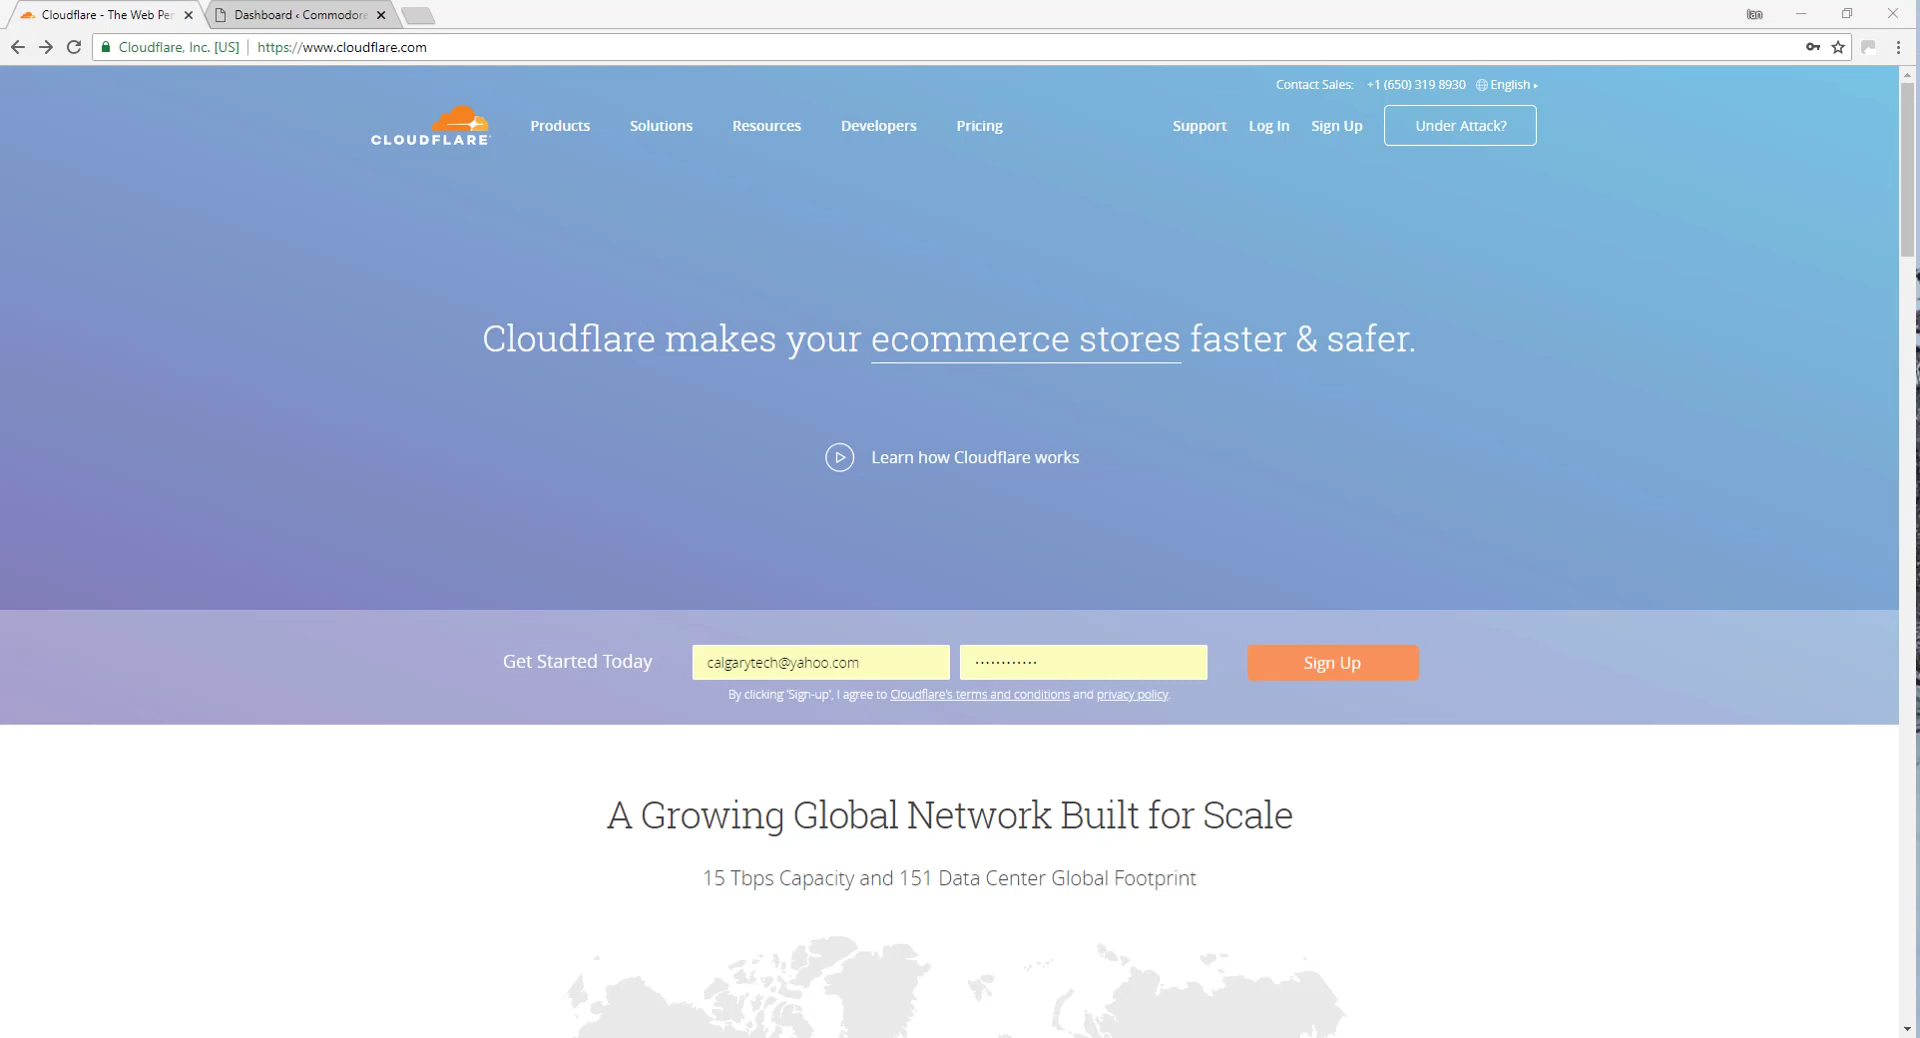 Cloudflare - The Web Per
Dashboard ‹ Commodore
Ian
Cloudflare, Inc. [US]
https://www.cloudflare.com
Contact Sales: +1 (650) 319 8930 English
CLOUDFLARE
Products Solutions Resources Developers Pricing
Support Log In Sign Up Under Attack?
Cloudflare makes your ecommerce stores faster & safer.
Learn how Cloudflare works
Get Started Today
calgarytech@yahoo.com
············
Sign Up
By clicking 'Sign-up', I agree to Cloudflare's terms and conditions and privacy policy.
A Growing Global Network Built for Scale
15 Tbps Capacity and 151 Data Center Global Footprint